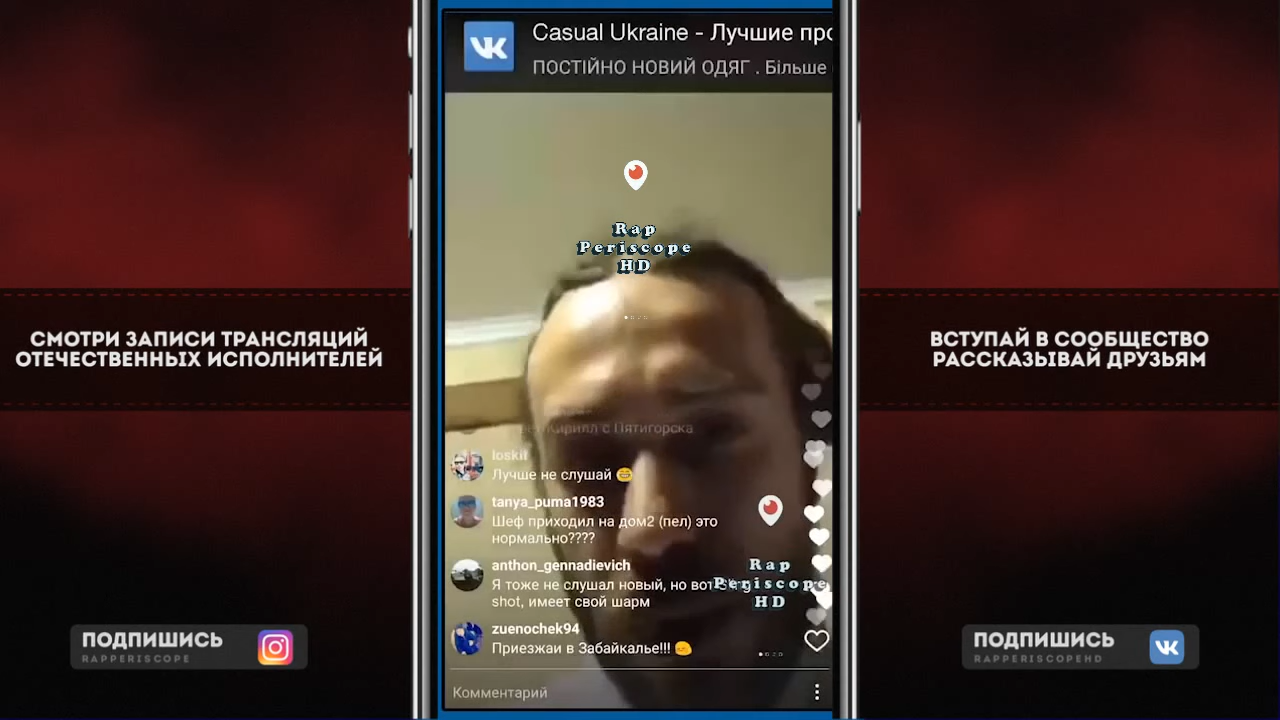 Casual Ukraine - Лучшие про
ПОСТІЙНО НОВИЙ ОДЯГ . Більше
Rap
Periscope
HD
СМОТРИ ЗАПИСИ ТРАНСЛЯЦИЙ
ОТЕЧЕСТВЕННЫХ ИСПОЛНИТЕЛЕЙ
ВСТУПАЙ В СООБЩЕСТВО
РАССКАЗЫВАЙ ДРУЗЬЯМ
Кирилл с Пятигорска
loskit
Лучше не слушай
tanya_puma1983
Шеф приходил на дом2 (пел) это
нормально????
anthon_gennadievich
Я тоже не слушал новый, но вот
shot, имеет свой шарм
Rap
Periscope
HD
zuenochek94
Приезжаи в Забайкалье!!!
Комментарий
ПОДПИШИСЬ
RAPPERISCOPE
ПОДПИШИСЬ
RAPPERISCOPEHD